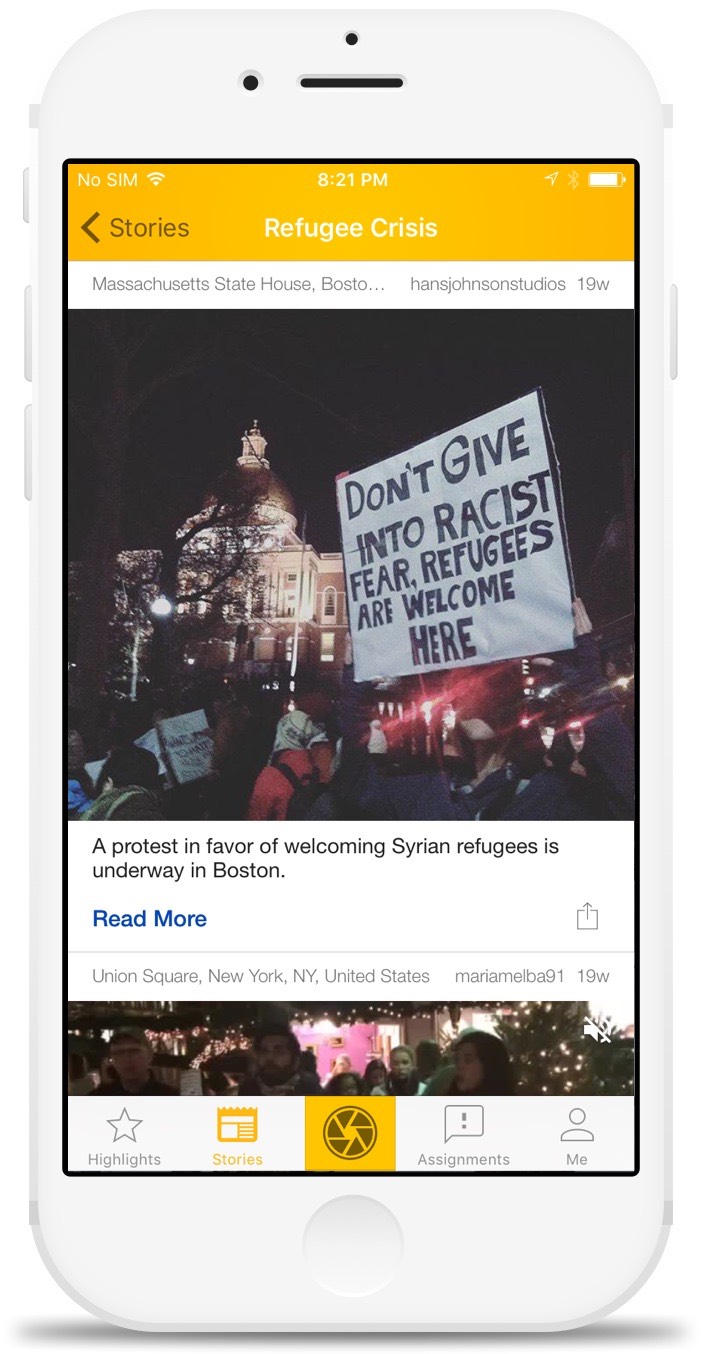 No SIM 8:21 PM
Stories Refugee Crisis
Massachusetts State House, Bosto... hansjohnsonstudios 19w
DON'T GIVE
INTO RACIST
FEAR, REFUGEES
ARE WELCOME
HERE
A protest in favor of welcoming Syrian refugees is
underway in Boston.
Read More
Union Square, New York, NY, United States mariamelba91 19w
Highlights Stories Assignments Me